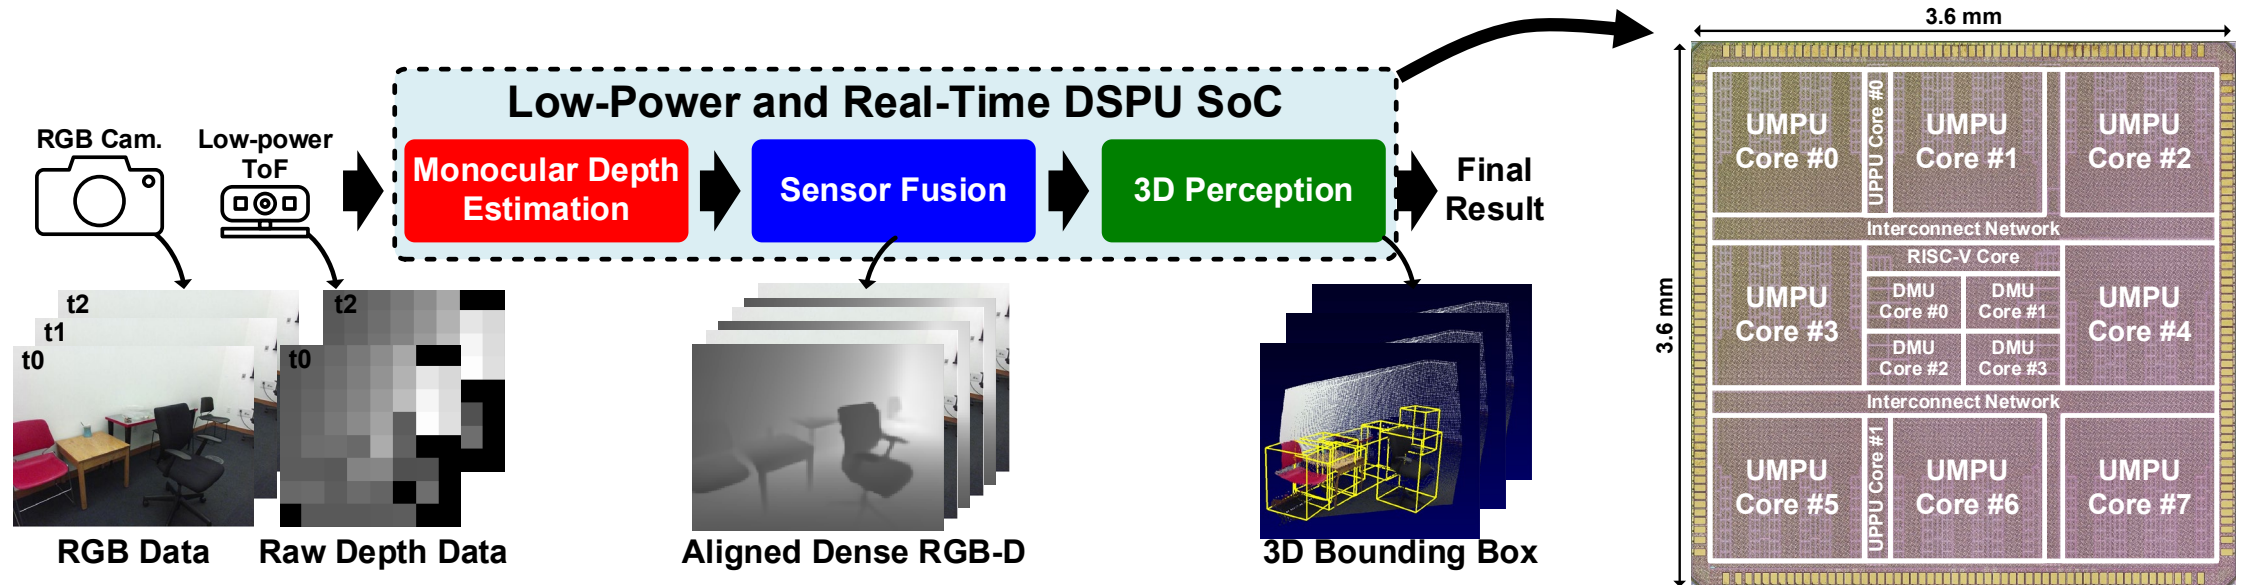 RGB Cam.
Low-power
ToF
Low-Power and Real-Time DSPU SoC
Monocular Depth
Estimation
Sensor Fusion
3D Perception
Final
Result
t2
t1
t0
t2
t0
RGB Data
Raw Depth Data
Aligned Dense RGB-D
3D Bounding Box
3.6 mm
3.6 mm
UMPU
Core #0
UPPU Core #0
UMPU
Core #1
UMPU
Core #2
Interconnect Network
UMPU
Core #3
RISC-V Core
DMU
Core #0
DMU
Core #1
DMU
Core #2
DMU
Core #3
UMPU
Core #4
Interconnect Network
UMPU
Core #5
UPPU Core #1
UMPU
Core #6
UMPU
Core #7